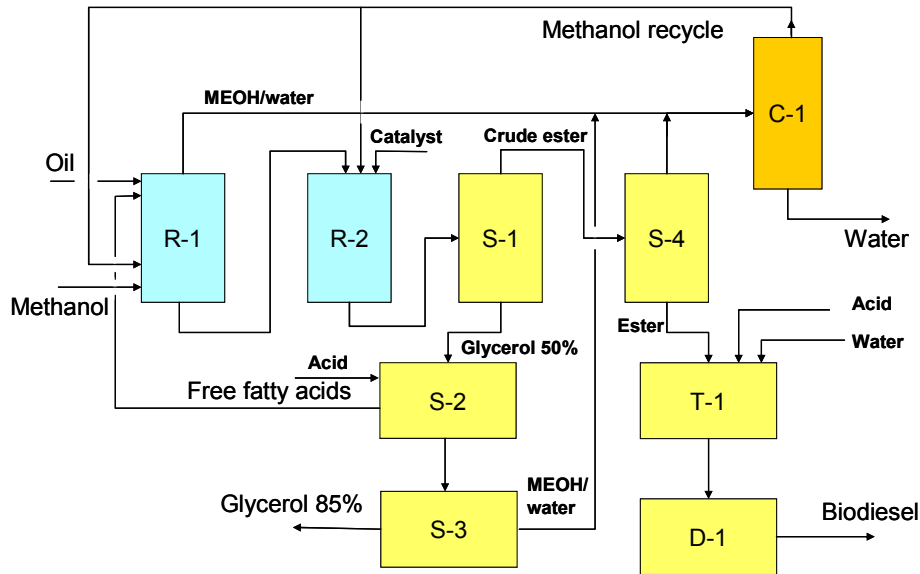 Methanol recycle
C-1
MEOH/water
Catalyst
Crude ester
Oil
R-1
R-2
S-1
S-4
Water
Methanol
Acid
Ester
Water
Glycerol 50%
Acid
Free fatty acids
S-2
T-1
MEOH/
water
Glycerol 85%
S-3
D-1
Biodiesel